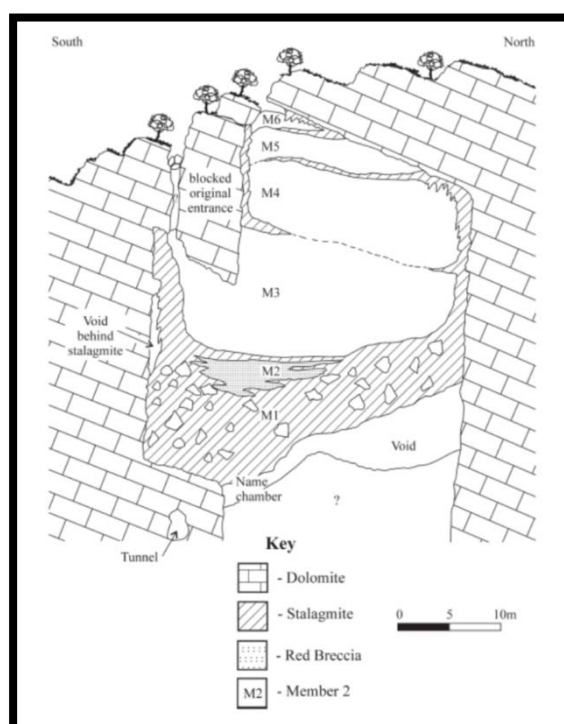 South
North
M6
M5
blocked
original
entrance
M4
M3
Void
behind
stalagmite
M2
M1
Void
Name
chamber
?
Tunnel
Key
- Dolomite
- Stalagmite
0 5 10m
- Red Breccia
M2 - Member 2